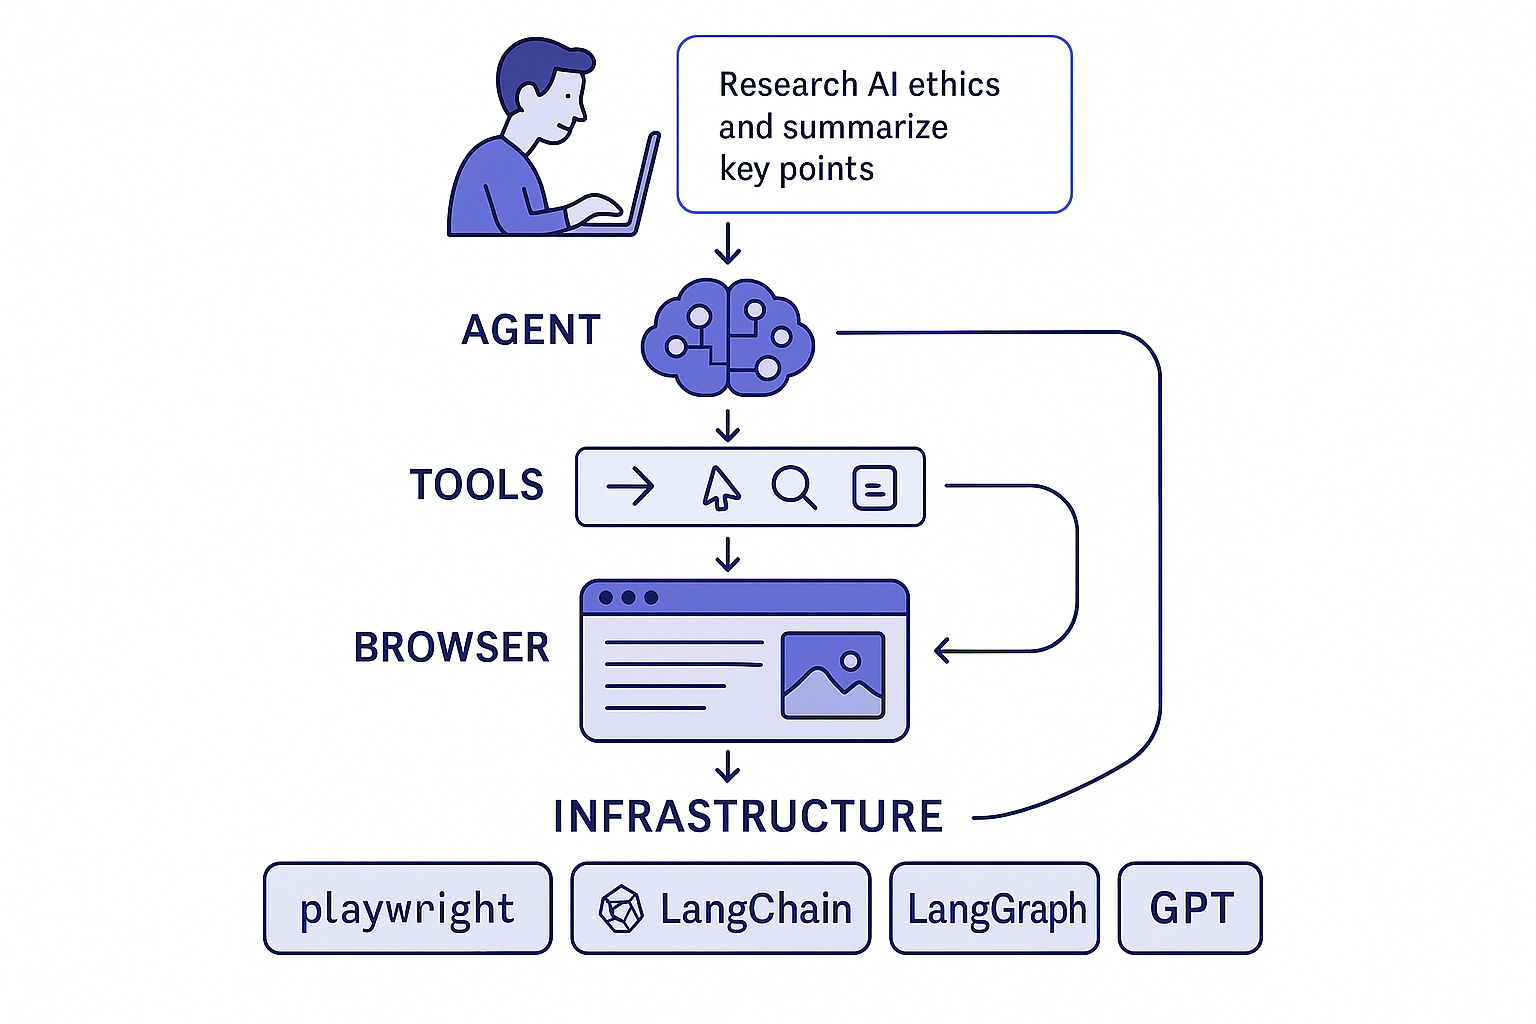 Research AI ethics
and summarize
key points
AGENT
TOOLS
BROWSER
INFRASTRUCTURE
playwright
LangChain
LangGraph
GPT